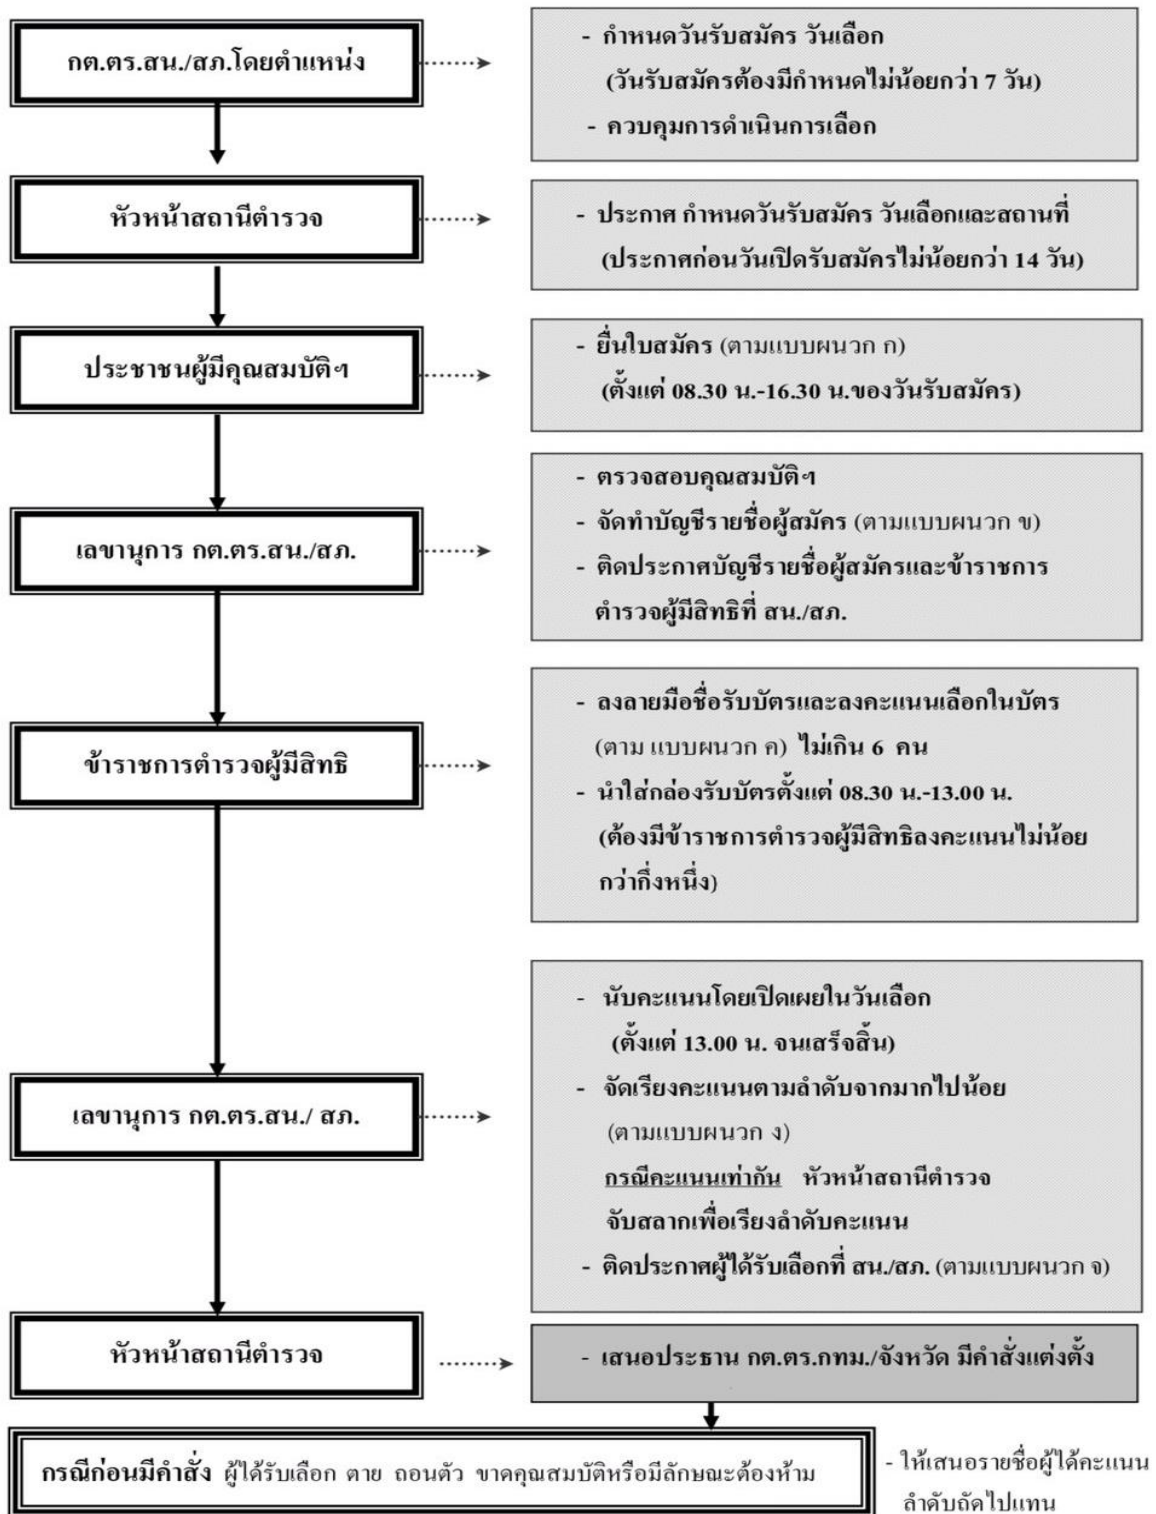 กต.ตร.สน./สภ.โดยตำแหน่ง
- กำหนดวันรับสมัคร วันเลือก
(วันรับสมัครต้องมีกำหนดไม่น้อยกว่า 7 วัน)
- ควบคุมการดำเนินการเลือก
หัวหน้าสถานีตำรวจ
- ประกาศ กำหนดวันรับสมัคร วันเลือกและสถานที่
(ประกาศก่อนวันเปิดรับสมัครไม่น้อยกว่า 14 วัน)
ประชาชนผู้มีคุณสมบัติฯ
- ยื่นใบสมัคร (ตามแบบผนวก ก)
(ตั้งแต่ 08.30 น.-16.30 น.ของวันรับสมัคร)
เลขานุการ กต.ตร.สน./สภ.
- ตรวจสอบคุณสมบัติฯ
- จัดทำบัญชีรายชื่อผู้สมัคร (ตามแบบผนวก ข)
- ติดประกาศบัญชีรายชื่อผู้สมัครและข้าราชการ
ตำรวจผู้มีสิทธิที่ สน./สภ.
ข้าราชการตำรวจผู้มีสิทธิ
- ลงลายมือชื่อรับบัตรและลงคะแนนเลือกในบัตร
(ตาม แบบผนวก ค) ไม่เกิน 6 คน
- นำใส่กล่องรับบัตรตั้งแต่ 08.30 น.-13.00 น.
(ต้องมีข้าราชการตำรวจผู้มีสิทธิลงคะแนนไม่น้อย
กว่ากึ่งหนึ่ง)
เลขานุการ กต.ตร.สน./ สภ.
- นับคะแนนโดยเปิดเผยในวันเลือก
(ตั้งแต่ 13.00 น. จนเสร็จสิ้น)
- จัดเรียงคะแนนตามลำดับจากมากไปน้อย
(ตามแบบผนวก ง)
กรณีคะแนนเท่ากัน หัวหน้าสถานีตำรวจ
จับสลากเพื่อเรียงลำดับคะแนน
- ติดประกาศผู้ได้รับเลือกที่ สน./สภ. (ตามแบบผนวก จ)
หัวหน้าสถานีตำรวจ
- เสนอประธาน กต.ตร.กทม./จังหวัด มีคำสั่งแต่งตั้ง
กรณีก่อนมีคำสั่ง ผู้ได้รับเลือก ตาย ถอนตัว ขาดคุณสมบัติหรือมีลักษณะต้องห้าม
- ให้เสนอรายชื่อผู้ได้คะแนน
ลำดับถัดไปแทน